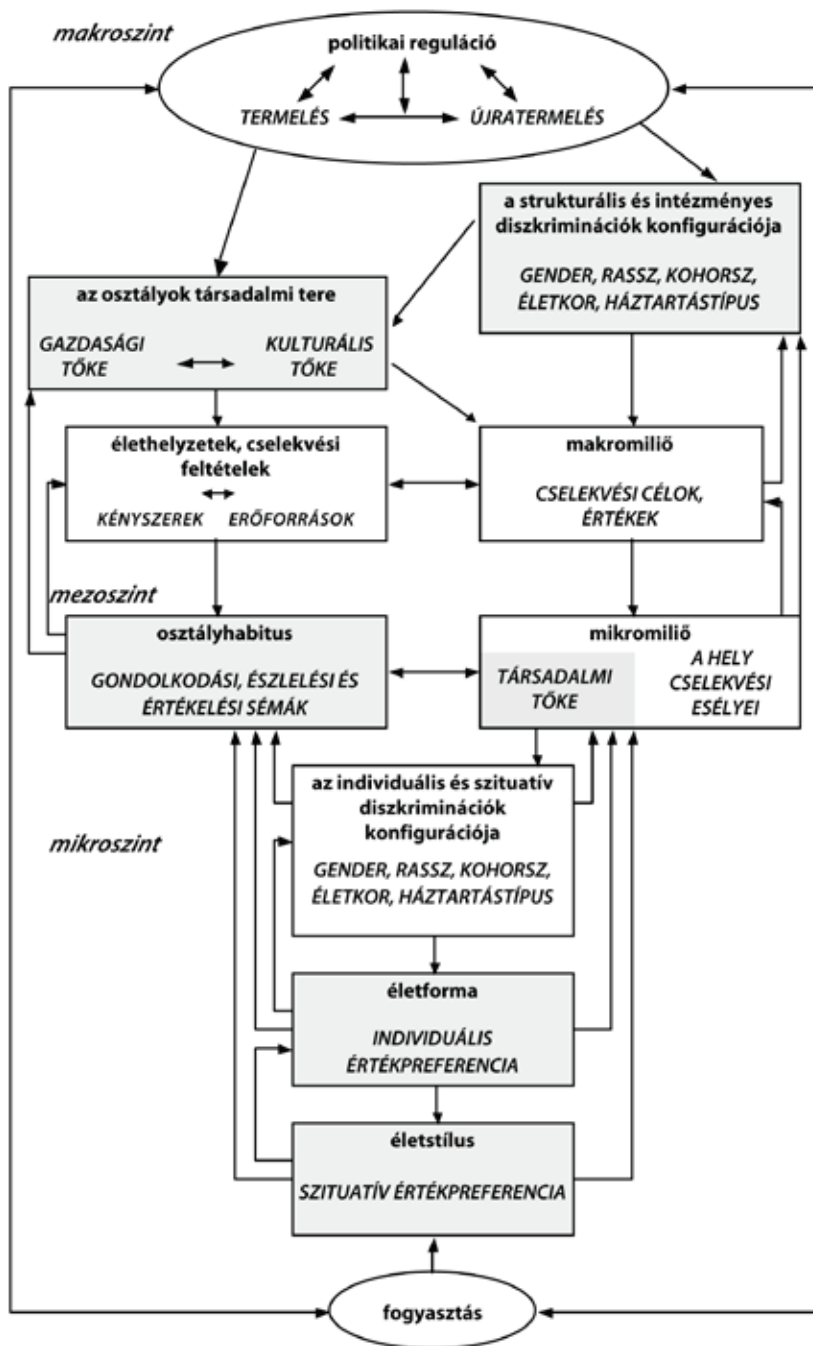 makroszint
politikai reguláció
TERMELÉS
ÚJRATERMELÉS
a strukturális és intézményes
diszkriminációk konfigurációja
GENDER, RASSZ, KOHORSZ,
ÉLETKOR, HÁZTARTÁSTÍPUS
az osztályok társadalmi tere
GAZDASÁGI
TŐKE
KULTURÁLIS
TŐKE
élethelyzetek, cselekvési
feltételek
KÉNYSZEREK
ERŐFORRÁSOK
makromiliő
CSELEKVÉSI CÉLOK,
ÉRTÉKEK
mezoszint
osztályhabitus
GONDOLKODÁSI, ÉSZLELÉSI ÉS
ÉRTÉKELÉSI SÉMÁK
mikromiliő
TÁRSADALMI
TŐKE
A HELY
CSELEKVÉSI
ESÉLYEI
mikroszint
az individuális és szituatív
diszkriminációk
konfigurációja
GENDER, RASSZ, KOHORSZ,
ÉLETKOR, HÁZTARTÁSTÍPUS
életforma
INDIVIDUÁLIS
ÉRTÉKPREFERENCIA
életstílus
SZITUATÍV ÉRTÉKPREFERENCIA
fogyasztás